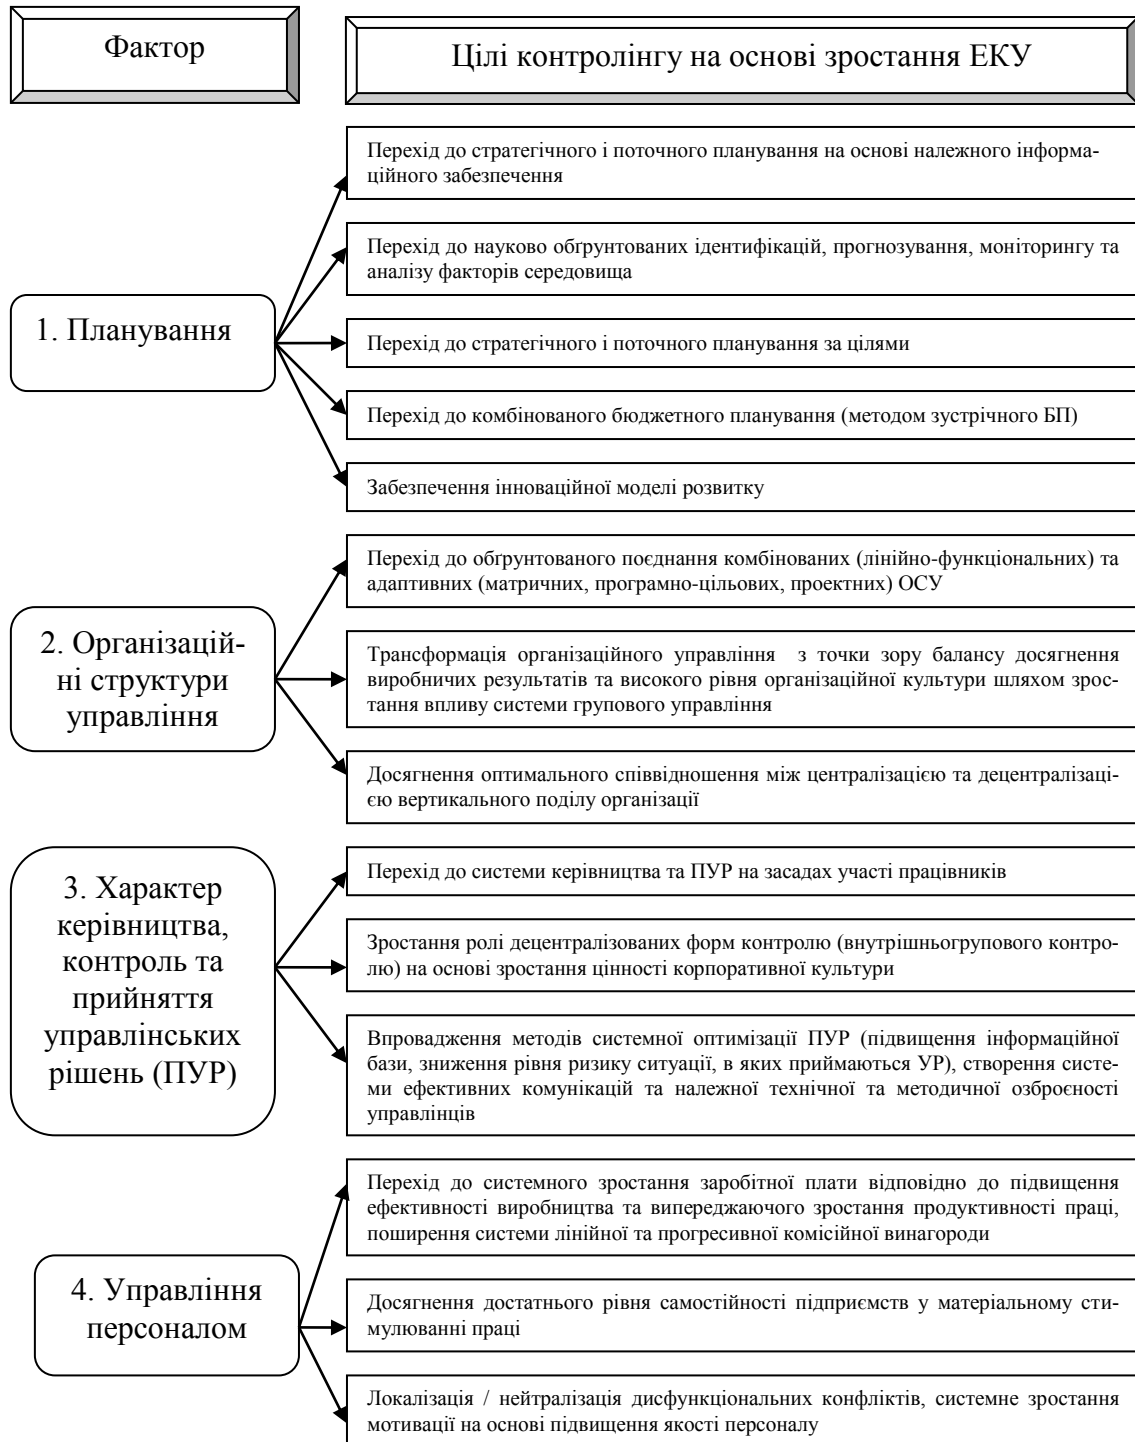 Фактор
Цілі контролінгу на основі зростання ЕКУ
Перехід до стратегічного і поточного планування на основі належного інформа-
ційного забезпечення
Перехід до науково обґрунтованих ідентифікацій, прогнозування, моніторингу та
аналізу факторів середовища
1. Планування
Перехід до стратегічного і поточного планування за цілями
Перехід до комбінованого бюджетного планування (методом зустрічного БП)
Забезпечення інноваційної моделі розвитку
Перехід до обґрунтованого поєднання комбінованих (лінійно-функціональних) та
адаптивних (матричних, програмно-цільових, проектних) ОСУ
2. Організацій-
ні структури
управління
Трансформація організаційного управління з точки зору балансу досягнення
виробничих результатів та високого рівня організаційної культури шляхом зрос-
тання впливу системи групового управління
Досягнення оптимального співвідношення між централізацією та децентралізаці-
єю вертикального поділу організації
3. Характер
керівництва,
контроль та
прийняття
управлінських
рішень (ПУР)
Перехід до системи керівництва та ПУР на засадах участі працівників
Зростання ролі децентралізованих форм контролю (внутрішньогрупового контро-
лю) на основі зростання цінності корпоративної культури
Впровадження методів системної оптимізації ПУР (підвищення інформаційної
бази, зниження рівня ризику ситуації, в яких приймаються УР), створення систе-
ми ефективних комунікацій та належної технічної та методичної озброєності
управлінців
Перехід до системного зростання заробітної плати відповідно до підвищення
ефективності виробництва та випереджаючого зростання продуктивності праці,
поширення системи лінійної та прогресивної комісійної винагороди
4. Управління
персоналом
Досягнення достатнього рівня самостійності підприємств у матеріальному сти-
мулюванні праці
Локалізація / нейтралізація дисфункціональних конфліктів, системне зростання
мотивації на основі підвищення якості персоналу